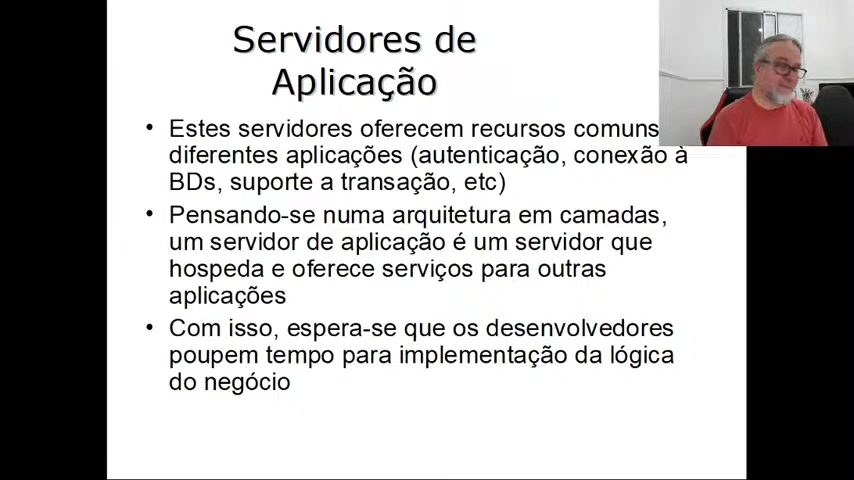 Servidores de
Aplicação
• Estes servidores oferecem recursos comuns
diferentes aplicações (autenticação, conexão à
BDs, suporte a transação, etc)
• Pensando-se numa arquitetura em camadas,
um servidor de aplicação é um servidor que
hospeda e oferece serviços para outras
aplicações
• Com isso, espera-se que os desenvolvedores
poupem tempo para implementação da lógica
do negócio